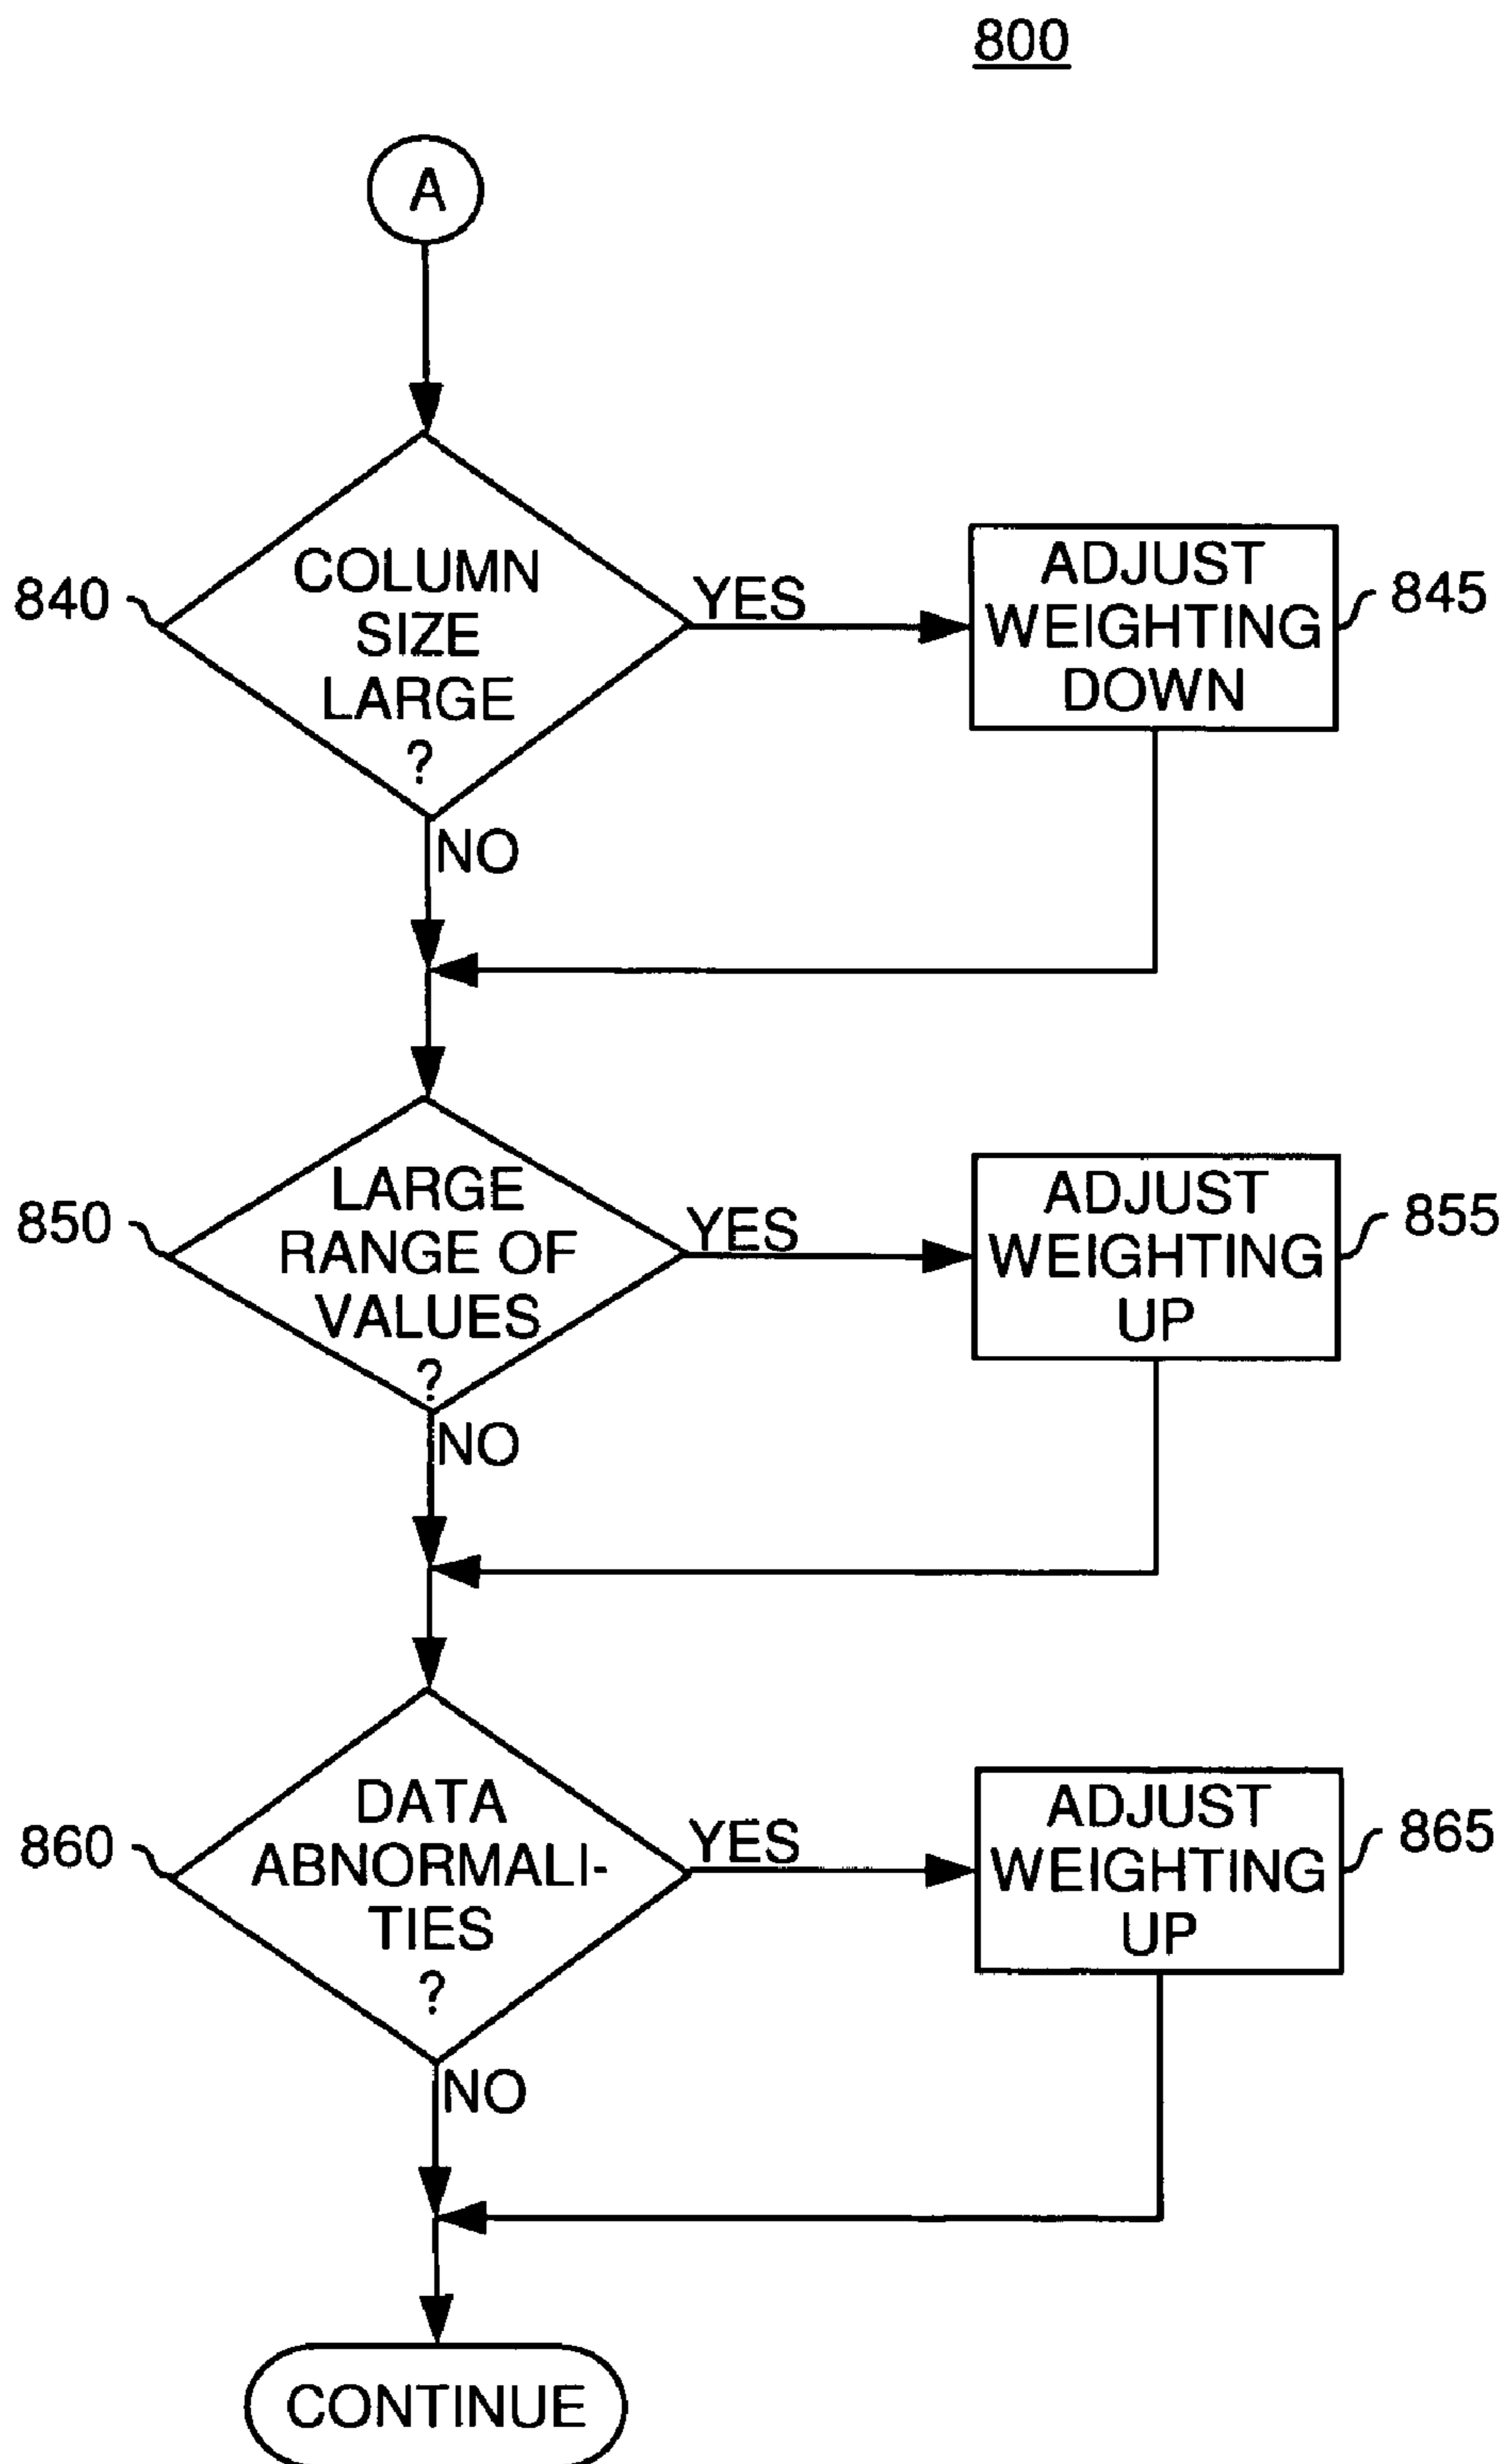 800
A
COLUMN
SIZE
LARGE
?
840
YES
ADJUST
WEIGHTING
DOWN
845
NO
LARGE
RANGE OF
VALUES
?
850
YES
ADJUST
WEIGHTING
UP
855
NO
DATA
ABNORMALI-
TIES
?
860
YES
ADJUST
WEIGHTING
UP
865
NO
CONTINUE